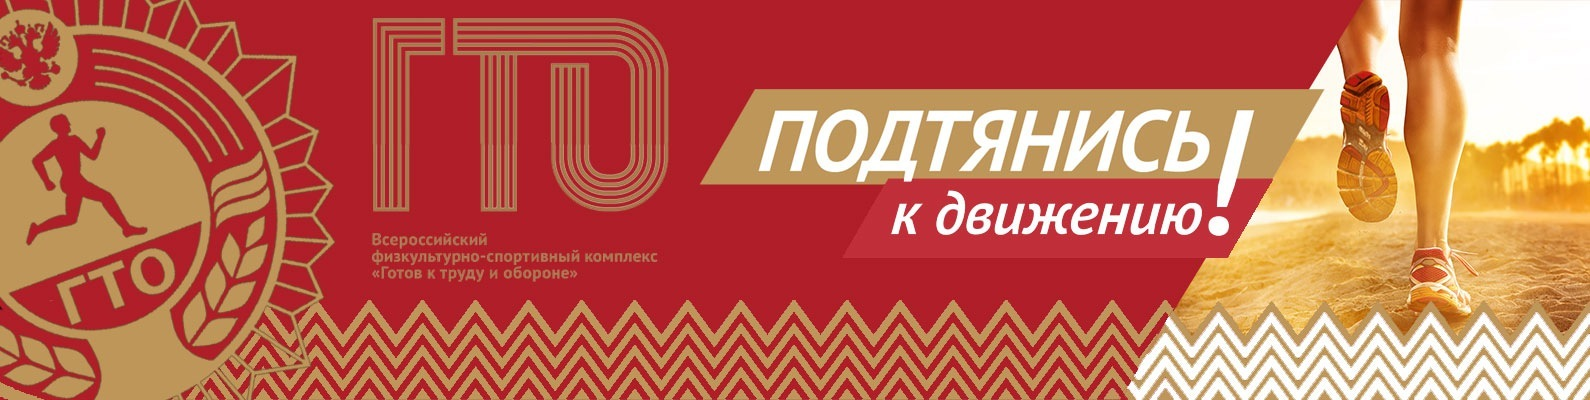 ГТО
ГТО
Всероссийский
физкультурно-спортивный комплекс
«Готов к труду и обороне»
ПОДТЯНИСЬ
к движению!